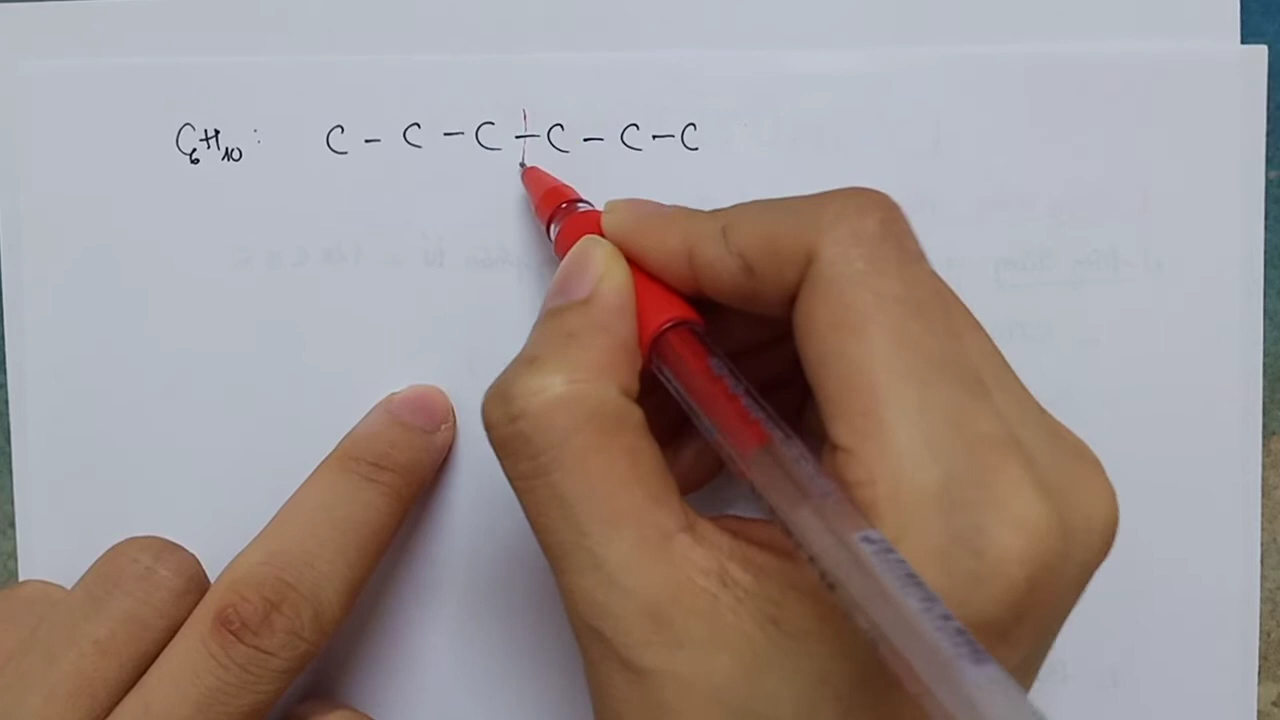 C₆H₁₀: C - C - C - C - C - C